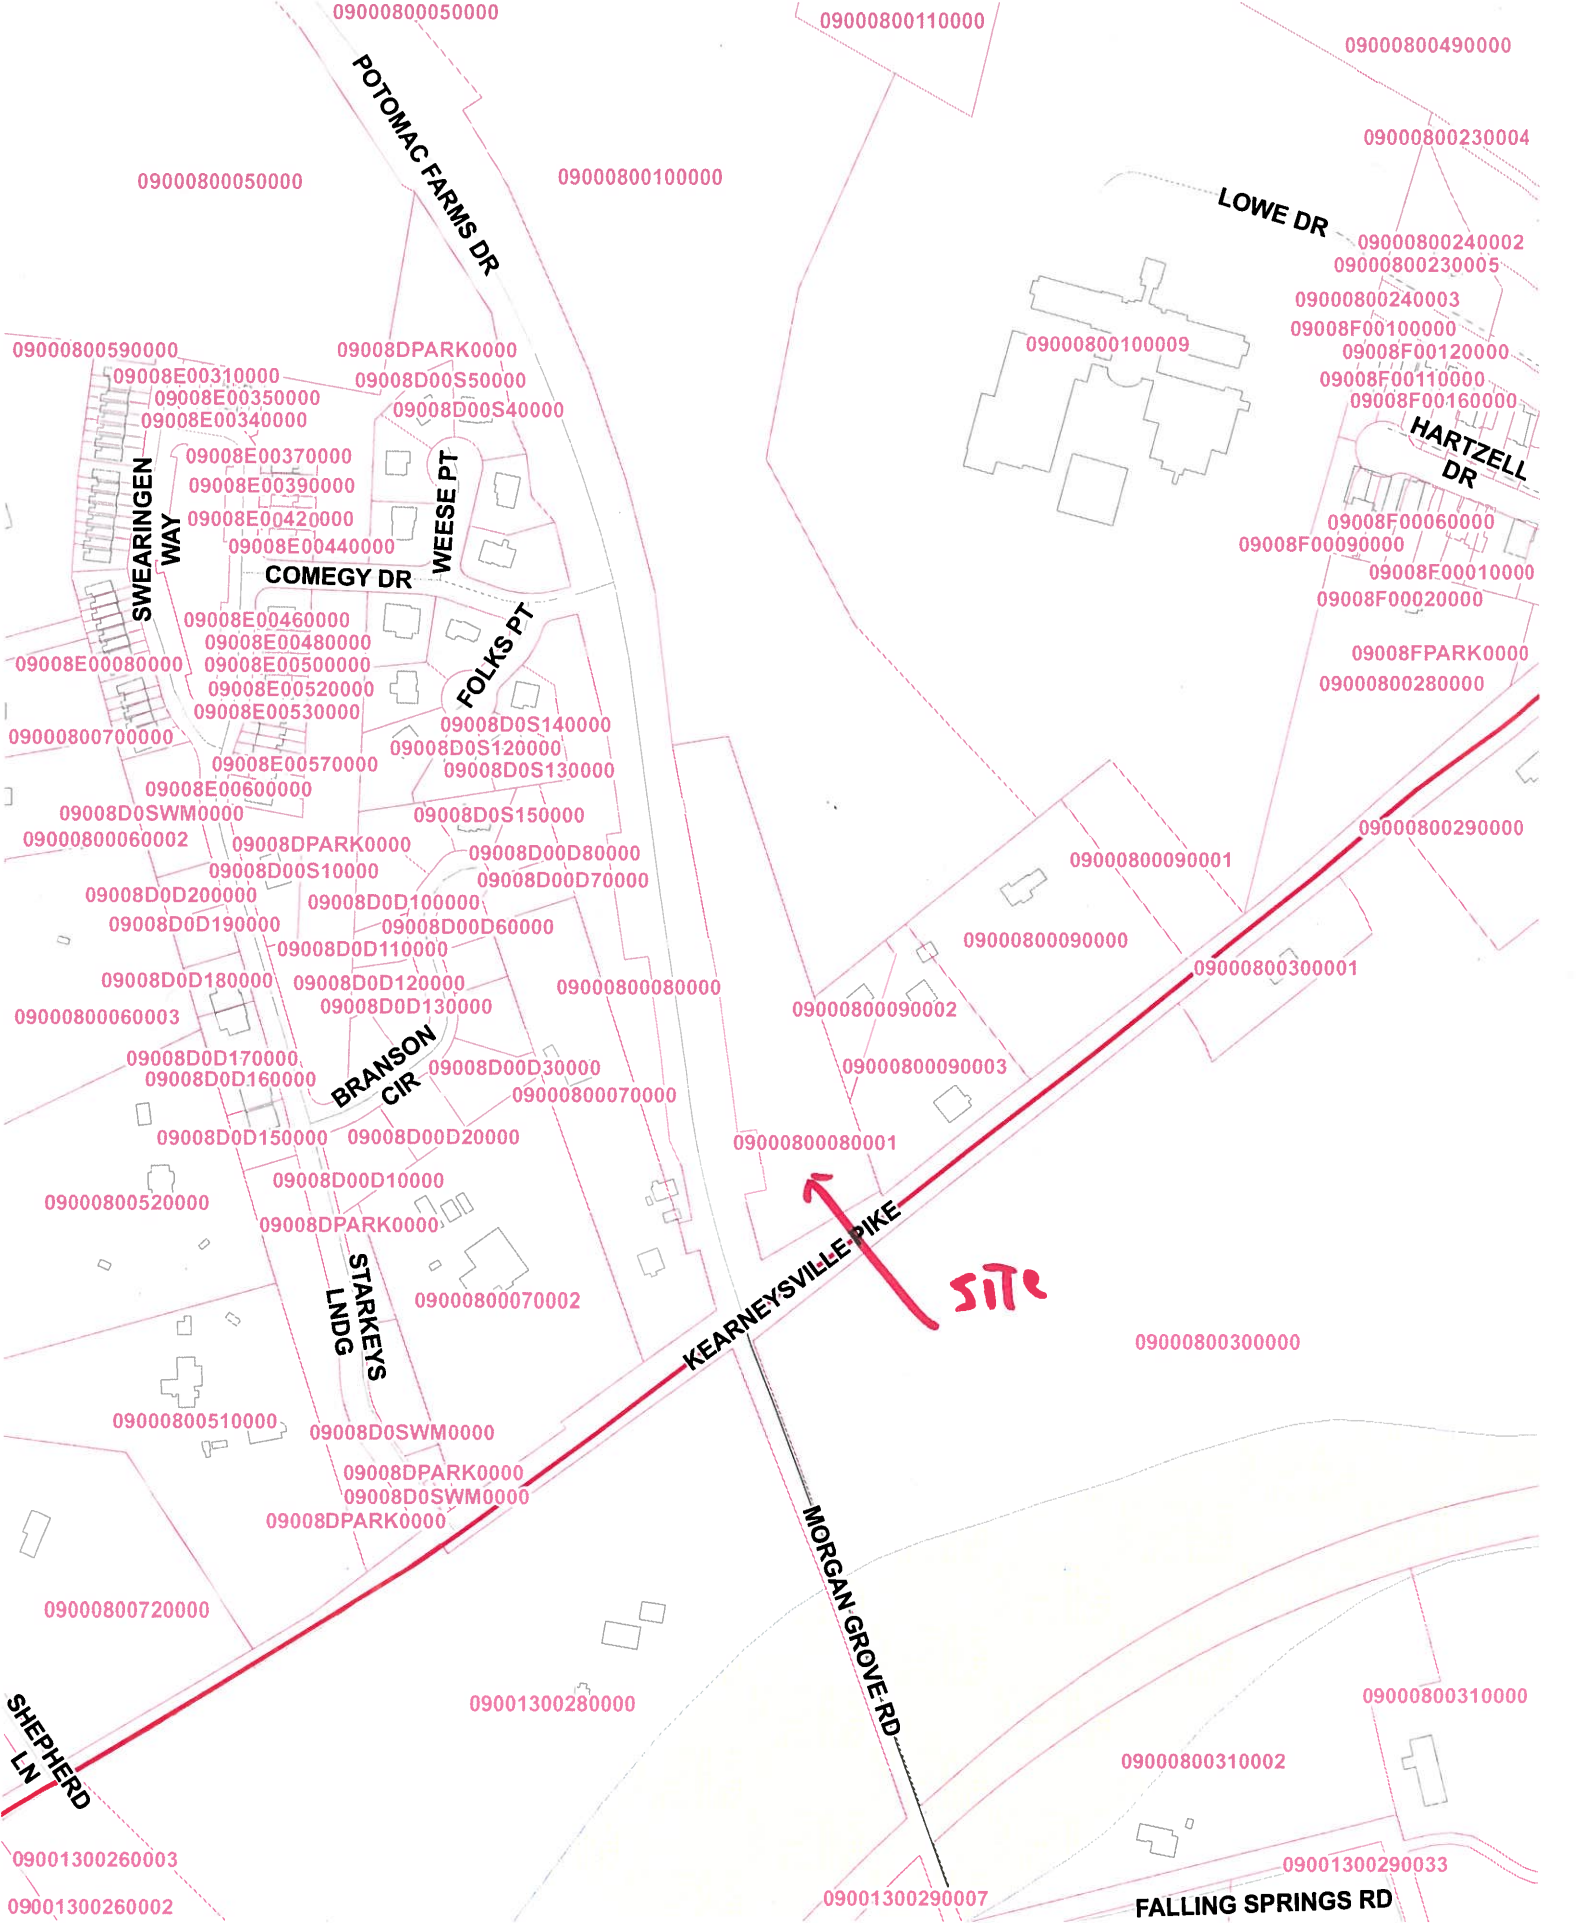 09000800050000
09000800110000
09000800490000
POTOMAC FARMS DR
09000800230004
09000800050000
09000800100000
LOWE DR
09000800240002
09000800230005
09000800240003
09008F00100000
09000800590000
09008DPARK0000
09000800100009
09008F00120000
09008E00310000
09008D00S50000
09008F00110000
09008E00350000
09008D00S40000
09008F00160000
09008E00340000
HARTZELL
DR
09008E00370000
SWEARINGEN
WAY
WEESE PT
09008E00390000
09008E00420000
09008F00060000
09008E00440000
09008F00090000
COMEGY DR
09008F00010000
09008F00020000
09008E00460000
FOLKS PT
09008E00480000
09008FPARK0000
09008E00080000
09008E00500000
09008E00520000
09000800280000
09008E00530000
09008D0S140000
09000800700000
09008D0S120000
09008E00570000
09008D0S130000
09008E00600000
09008D0SWM0000
09008D0S150000
09000800290000
09000800060002
09008DPARK0000
09008D00D80000
09000800090001
09008D00S10000
09008D00D70000
09008D0D200000
09008D0D100000
09008D0D190000
09008D00D60000
09000800090000
09008D0D110000
09000800300001
09008D0D180000
09008D0D120000
09000800080000
09008D0D130000
09000800090002
09000800060003
BRANSON
CIR
09008D0D170000
09008D00D30000
09000800090003
09008D0D160000
09000800070000
09008D0D150000
09008D00D20000
09000800080001
09008D00D10000
09000800520000
09008DPARK0000
KEARNEYSVILLE PIKE
SITe
STARKEYS
LNDG
09000800070002
09000800300000
09000800510000
09008D0SWM0000
09008DPARK0000
09008D0SWM0000
09008DPARK0000
MORGAN GROVE RD
09000800720000
09001300280000
09000800310000
SHEPHERD
LN
09000800310002
09001300260003
09001300290033
09001300260002
09001300290007
FALLING SPRINGS RD